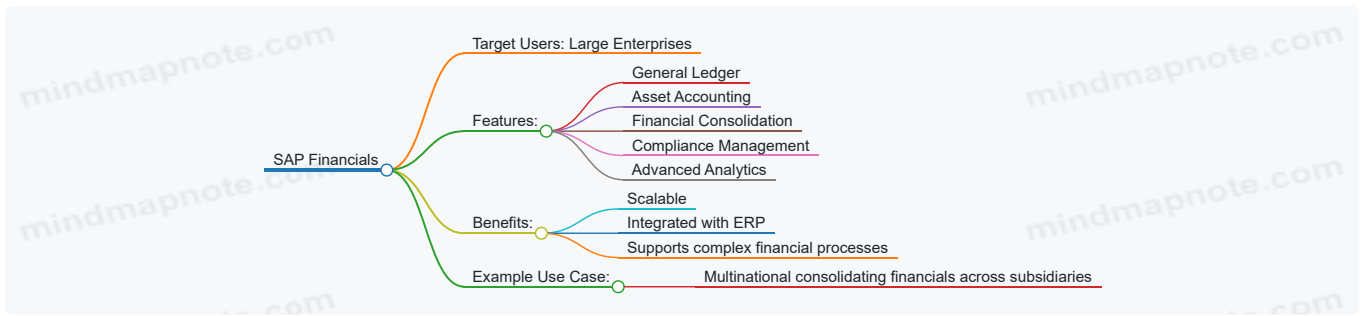 SAP Financials
Target Users: Large Enterprises
Features:
General Ledger
Asset Accounting
Financial Consolidation
Compliance Management
Advanced Analytics
Benefits:
Scalable
Integrated with ERP
Supports complex financial processes
Example Use Case:
Multinational consolidating financials across subsidiaries
mindmapnote.com
mindmapnote.com
mindmapnote.com
mindmapnote.com